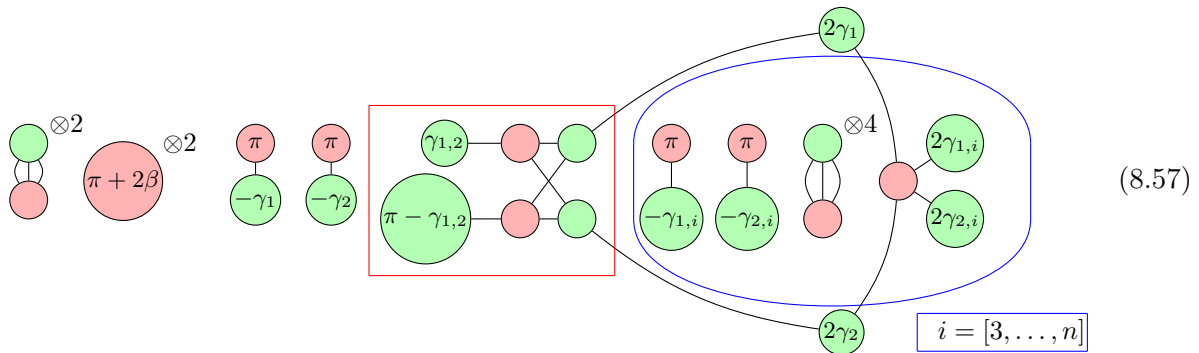 2γ₁
⊗2 ⊗2 π π γ₁,₂ π π ⊗4 2γ₁,ᵢ
π + 2β (8.57)
−γ₁ −γ₂ π − γ₁,₂ −γ₁,ᵢ −γ₂,ᵢ 2γ₂,ᵢ
2γ₂ i = [3, . . . , n]